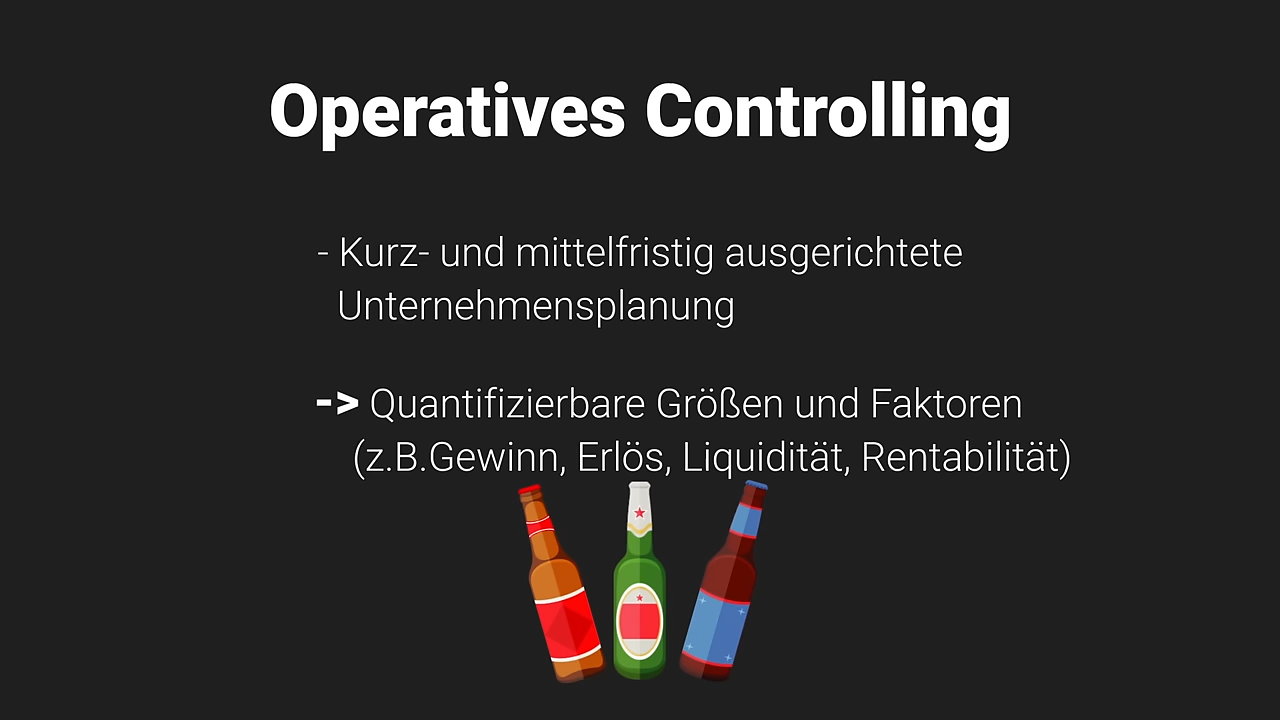 Operatives Controlling
- Kurz- und mittelfristig ausgerichtete
Unternehmensplanung
-> Quantifizierbare Größen und Faktoren
(z.B.Gewinn, Erlös, Liquidität, Rentabilität)